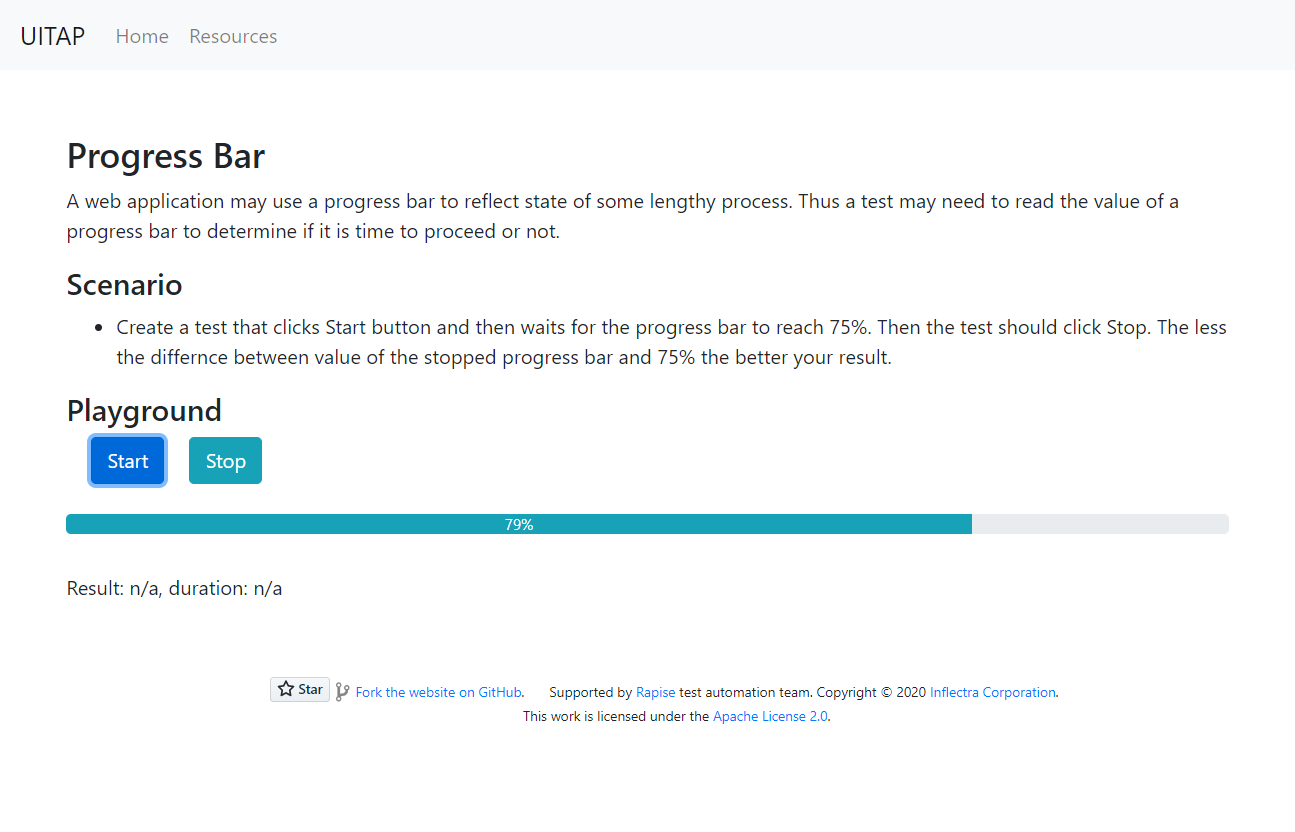 UITAP Home Resources
Progress Bar
A web application may use a progress bar to reflect state of some lengthy process. Thus a test may need to read the value of a
progress bar to determine if it is time to proceed or not.
Scenario
Create a test that clicks Start button and then waits for the progress bar to reach 75%. Then the test should click Stop. The less
the differnce between value of the stopped progress bar and 75% the better your result.
Playground
Start Stop
79%
Result: n/a, duration: n/a
Star Fork the website on GitHub. Supported by Rapise test automation team. Copyright © 2020 Inflectra Corporation.
This work is licensed under the Apache License 2.0.